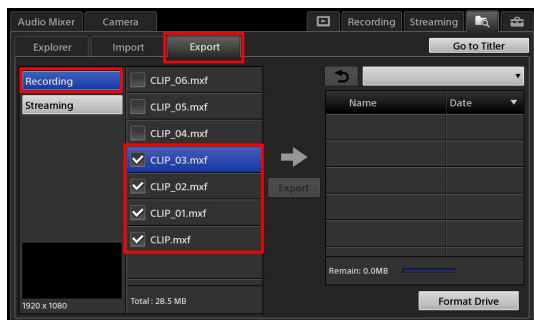 Audio Mixer Camera Recording Streaming
Explorer Import Export Go to Titler
Recording
Streaming
CLIP_06.mxf
CLIP_05.mxf
CLIP_04.mxf
CLIP_03.mxf
CLIP_02.mxf
CLIP_01.mxf
CLIP.mxf
Export
Name Date
Remain: 0.0MB
1920 x 1080
Total : 28.5 MB
Format Drive